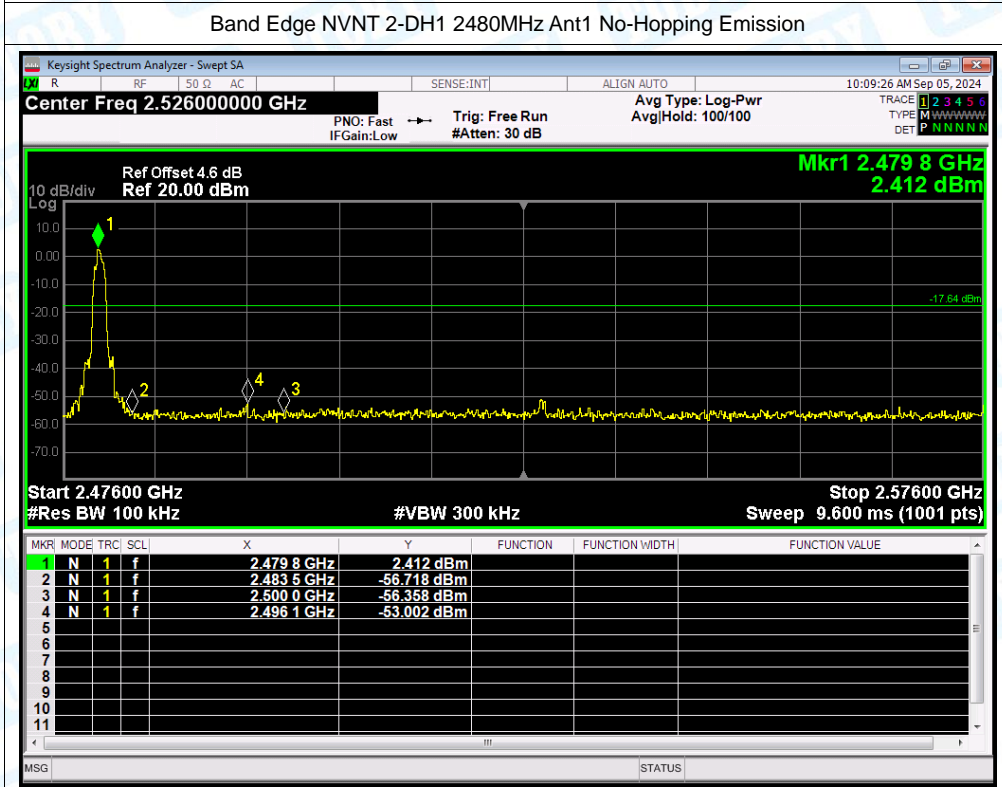 Band Edge NVNT 2-DH1 2480MHz Ant1 No-Hopping Emission
Keysight Spectrum Analyzer - Swept SA
LXI R RF 50 Ω AC SENSE:INT ALIGN AUTO 10:09:26 AM Sep 05, 2024
Center Freq 2.526000000 GHz
PNO: Fast
IFGain:Low
Trig: Free Run
#Atten: 30 dB
Avg Type: Log-Pwr
Avg|Hold: 100/100
TRACE 1 2 3 4 5 6
TYPE M WWWWW
DET P N N N N N
Mkr1 2.479 8 GHz
2.412 dBm
Ref Offset 4.6 dB
10 dB/div Ref 20.00 dBm
Log
10.0
0.00
-10.0
-20.0
-30.0
-40.0
-50.0
-60.0
-70.0
1
2
4
3
-17.64 dBm
Start 2.47600 GHz Stop 2.57600 GHz
#Res BW 100 kHz #VBW 300 kHz Sweep 9.600 ms (1001 pts)
MKR MODE TRC SCL X Y FUNCTION FUNCTION WIDTH FUNCTION VALUE
1 N 1 f 2.479 8 GHz 2.412 dBm
2 N 1 f 2.483 5 GHz -56.718 dBm
3 N 1 f 2.500 0 GHz -56.358 dBm
4 N 1 f 2.496 1 GHz -53.002 dBm
5
6
7
8
9
10
11
MSG STATUS